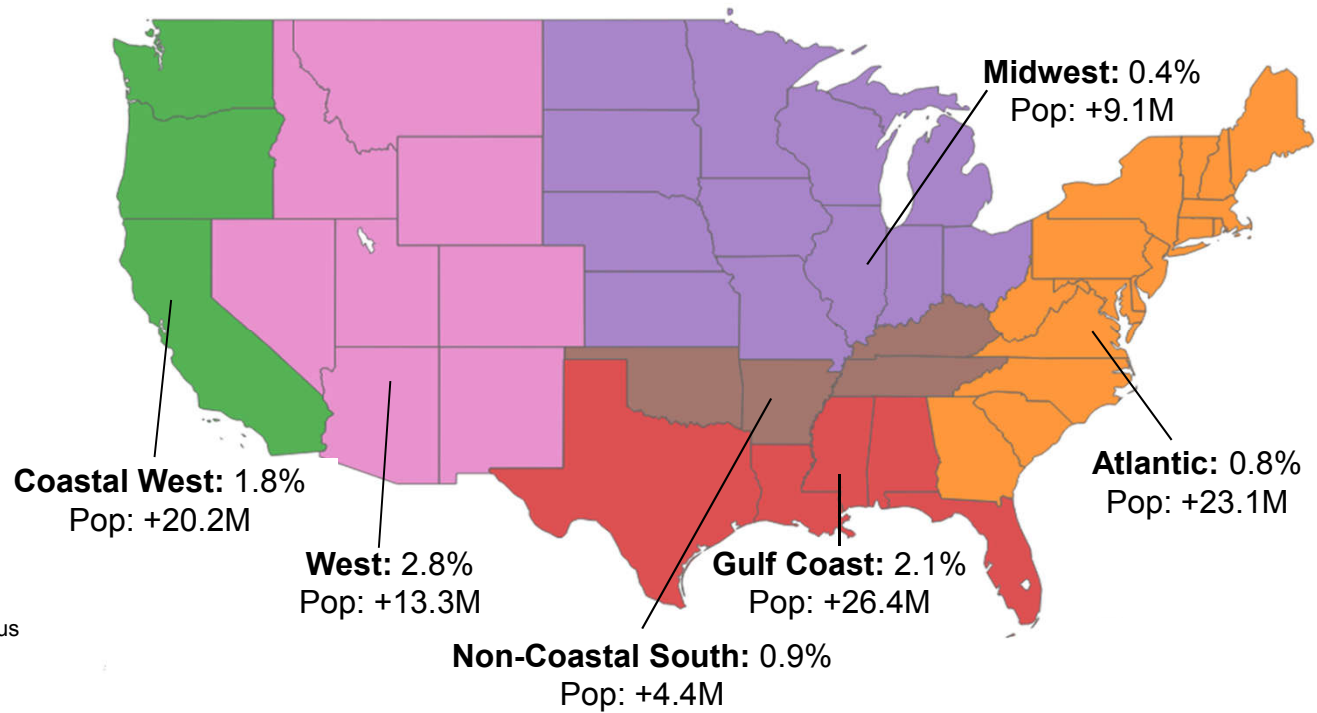 Midwest: 0.4%
Pop: +9.1M
Coastal West: 1.8%
Pop: +20.2M
Atlantic: 0.8%
Pop: +23.1M
West: 2.8%
Pop: +13.3M
Gulf Coast: 2.1%
Pop: +26.4M
us
Non-Coastal South: 0.9%
Pop: +4.4M